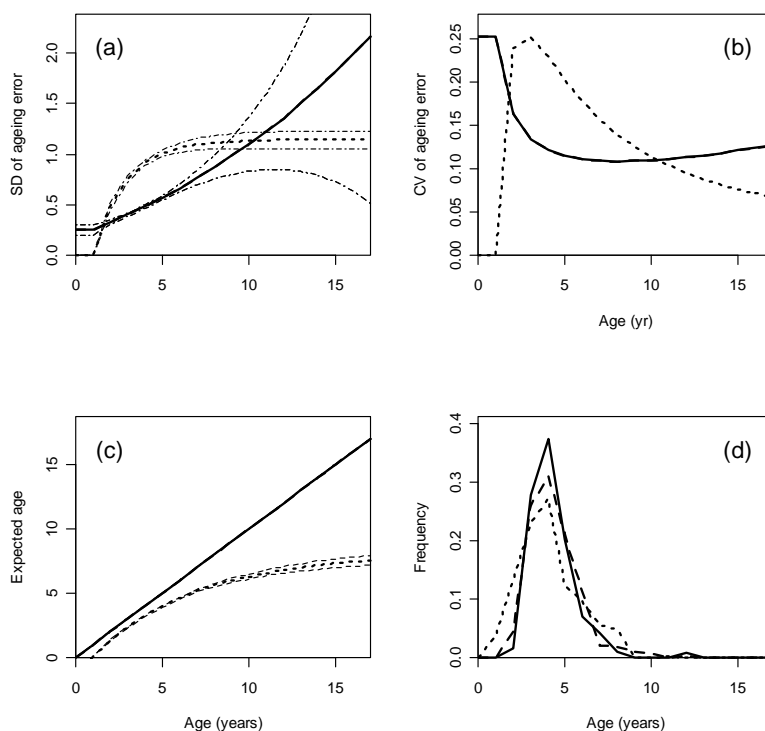 (a)
SD of ageing error
0.0 0.5 1.0 1.5 2.0
0 5 10 15
(b)
CV of ageing error
0.00 0.05 0.10 0.15 0.20 0.25
0 5 10 15
Age (yr)
(c)
Expected age
0 5 10 15
0 5 10 15
Age (years)
(d)
Frequency
0.0 0.1 0.2 0.3 0.4
0 5 10 15
Age (years)